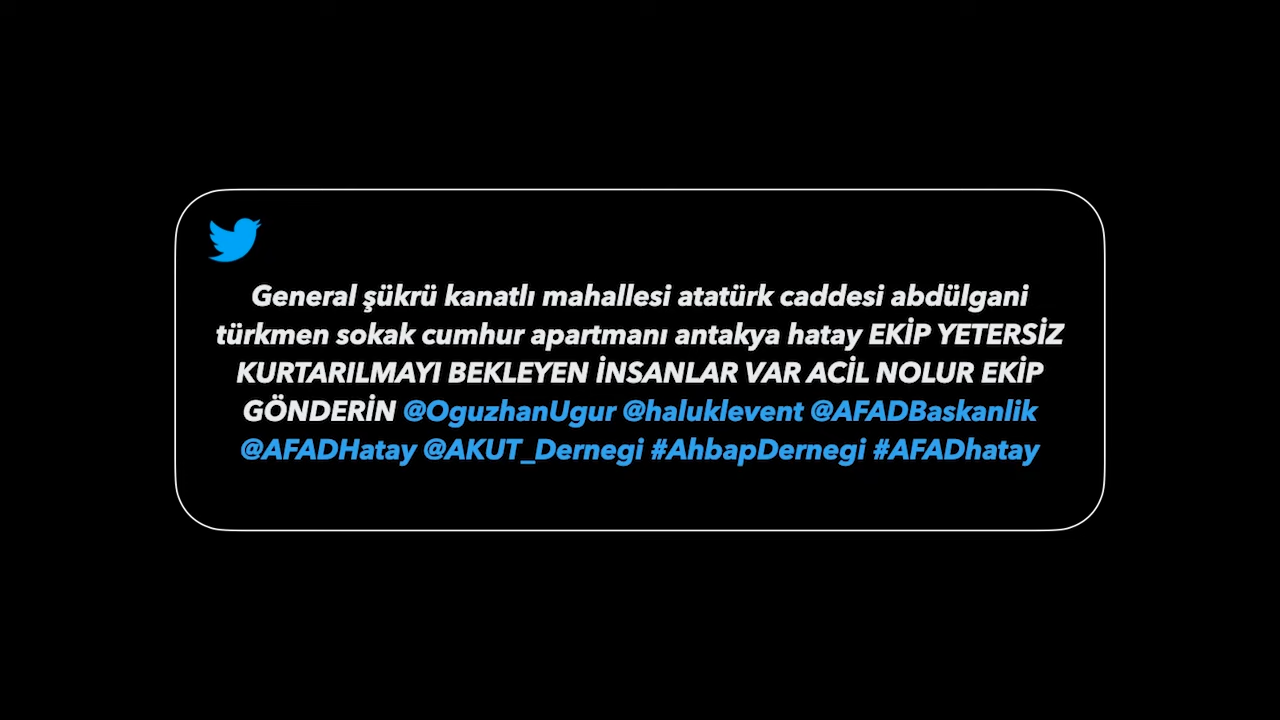 General şükrü kanatlı mahallesi atatürk caddesi abdülgani
türkmen sokak cumhur apartmanı antakya hatay EKİP YETERSİZ
KURTARILMAYI BEKLEYEN İNSANLAR VAR ACİL NOLUR EKİP
GÖNDERİN @OguzhanUgur @haluklevent @AFADBaskanlik
@AFADHatay @AKUT_Dernegi #AhbapDernegi #AFADhatay